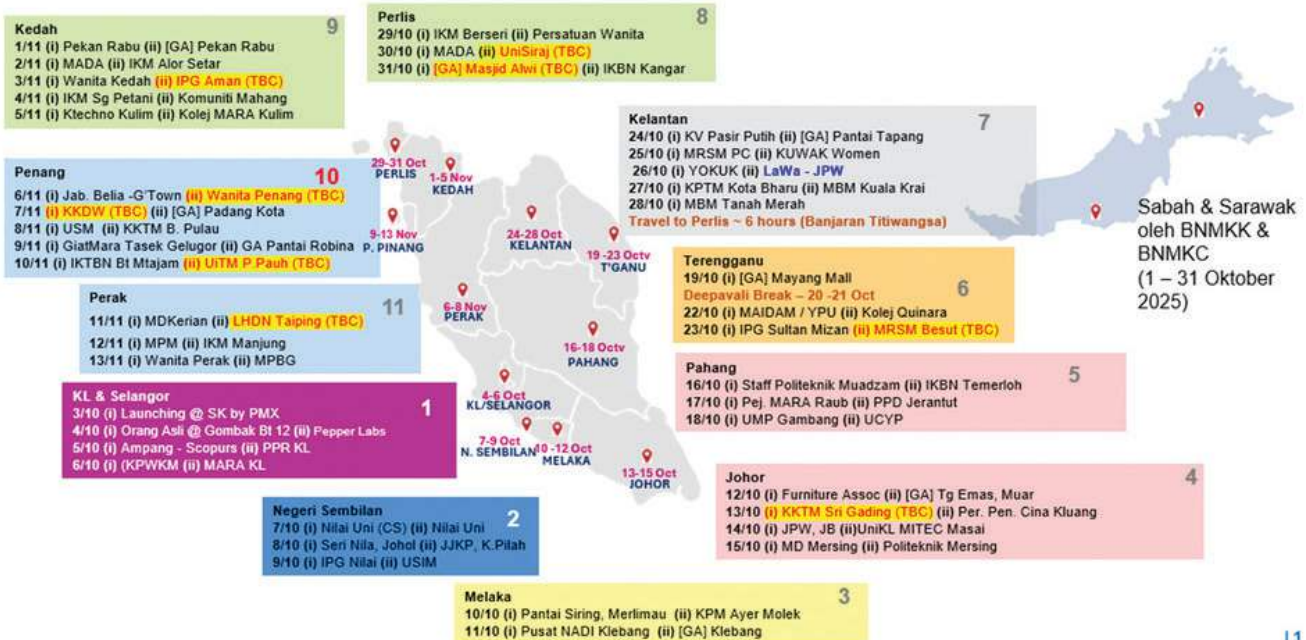 Kedah 9
1/11 (i) Pekan Rabu (ii) [GA] Pekan Rabu
2/11 (i) MADA (ii) IKM Alor Setar
3/11 (i) Wanita Kedah (ii) IPG Aman (TBC)
4/11 (i) IKM Sg Petani (ii) Komuniti Mahang
5/11 (i) Ktechno Kulim (ii) Kolej MARA Kulim
Perlis 8
29/10 (i) IKM Berseri (ii) Persatuan Wanita
30/10 (i) MADA (ii) UniSiraj (TBC)
31/10 (i) [GA] Masjid Alwi (TBC) (ii) IKBN Kangar
Kelantan 7
24/10 (i) KV Pasir Putih (ii) [GA] Pantai Tapang
25/10 (i) MRSM PC (ii) KUWAK Women
26/10 (i) YOKUK (ii) LaWa - JPW
27/10 (i) KPTM Kota Bharu (ii) MBM Kuala Krai
28/10 (i) MBM Tanah Merah
Travel to Perlis ~ 6 hours (Banjaran Titiwangsa)
Penang 10
6/11 (i) Jab. Belia -G'Town (ii) Wanita Penang (TBC)
7/11 (i) KKDW (TBC) (ii) [GA] Padang Kota
8/11 (i) USM (ii) KKTM B. Pulau
9/11 (i) GiatMara Tasek Gelugor (ii) GA Pantai Robina
10/11 (i) IKTBN Bt Mtajam (ii) UiTM P.Pauh (TBC)
29-31 Oct
PERLIS
1-5 Nov
KEDAH
9-13 Nov
P. PINANG
24-28 Oct
KELANTAN
19 -23 Octv
T'GANU
6-8 Nov
PERAK
16-18 Octv
PAHANG
4-6 Oct
KL/SELANGOR
7-9 Oct
N. SEMBILAN
10 -12 Oct
MELAKA
13-15 Oct
JOHOR
Sabah & Sarawak
oleh BNMKK &
BNMKC
(1 – 31 Oktober
2025)
Terengganu 6
19/10 (i) [GA] Mayang Mall
Deepavali Break – 20 -21 Oct
22/10 (i) MAIDAM / YPU (ii) Kolej Quinara
23/10 (i) IPG Sultan Mizan (ii) MRSM Besut (TBC)
Perak 11
11/11 (i) MDKerian (ii) LHDN Taiping (TBC)
12/11 (i) MPM (ii) IKM Manjung
13/11 (i) Wanita Perak (ii) MPBG
Pahang 5
16/10 (i) Staff Politeknik Muadzam (ii) IKBN Temerloh
17/10 (i) Pej. MARA Raub (ii) PPD Jerantut
18/10 (i) UMP Gambang (ii) UCYP
KL & Selangor 1
3/10 (i) Launching @ SK by PMX
4/10 (i) Orang Asli @ Gombak Bt 12 (ii) Pepper Labs
5/10 (i) Ampang - Scopurs (ii) PPR KL
6/10 (i) (KPWKM (ii) MARA KL
Johor 4
12/10 (i) Furniture Assoc (ii) [GA] Tg Emas, Muar
13/10 (i) KKTM Sri Gading (TBC) (ii) Per. Pen. Cina Kluang
14/10 (i) JPW, JB (ii)UniKL MITEC Masai
15/10 (i) MD Mersing (ii) Politeknik Mersing
Negeri Sembilan 2
7/10 (i) Nilai Uni (CS) (ii) Nilai Uni
8/10 (i) Seri Nila, Johol (ii) JJKP, K.Pilah
9/10 (i) IPG Nilai (ii) USIM
Melaka 3
10/10 (i) Pantai Siring, Merlimau (ii) KPM Ayer Molek
11/10 (i) Pusat NADI Klebang (ii) [GA] Klebang